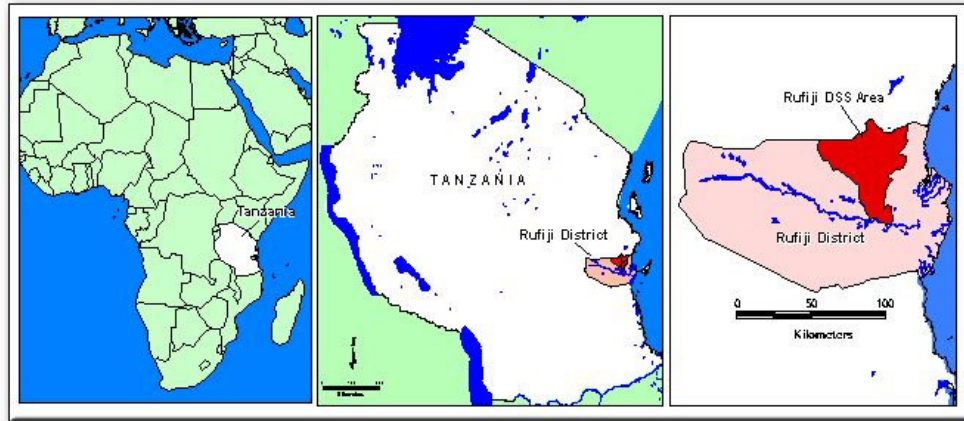 Tanzania
TANZANIA
Rufiji District
Rufiji DSS Area
Rufiji District
0 50 100
Kilometers